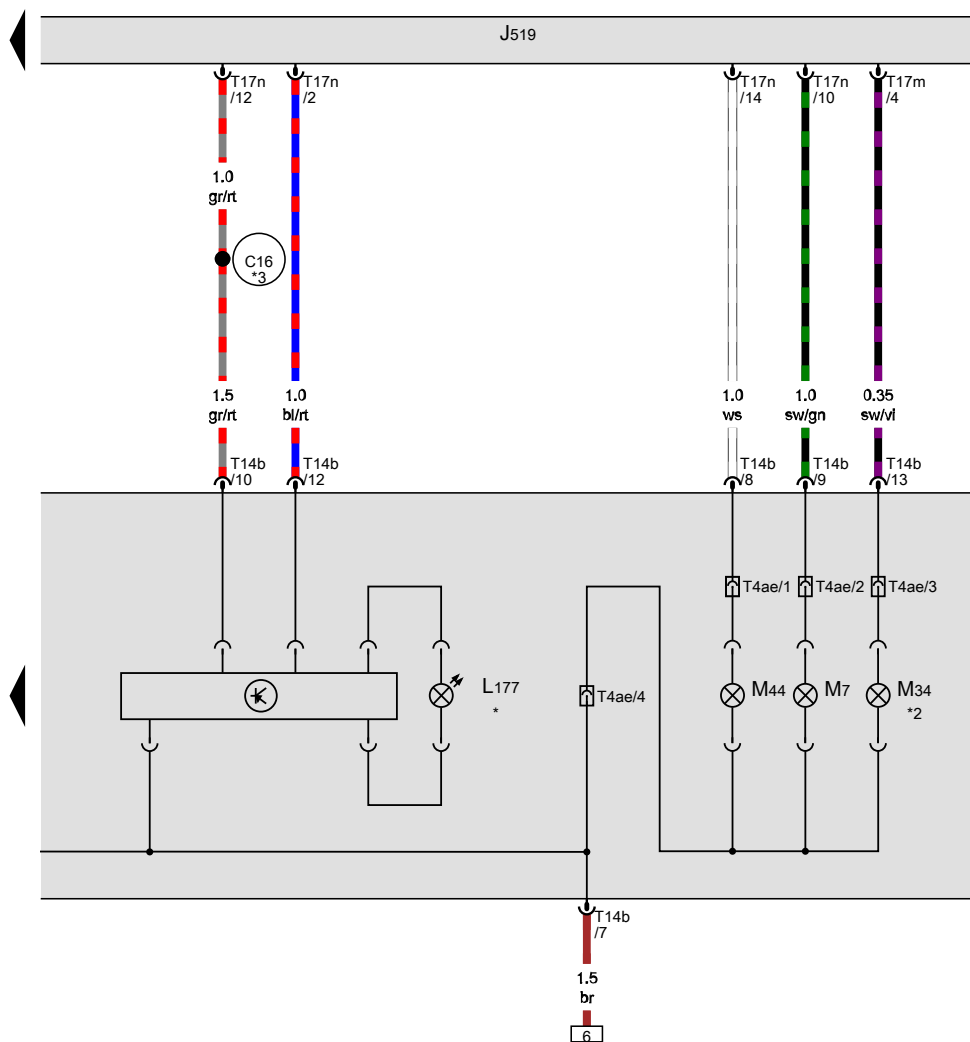 J519
T17n
/12
T17n
/2
T17n
/14
T17n
/10
T17m
/4
1.0
gr/rt
C16
*3
1.5
gr/rt
1.0
bl/rt
1.0
ws
1.0
sw/gn
0.35
sw/vi
T14b
/10
T14b
/12
T14b
/8
T14b
/9
T14b
/13
T4ae/1
T4ae/2
T4ae/3
L177
*
T4ae/4
M44
M7
M34
*2
T14b
/7
1.5
br
6